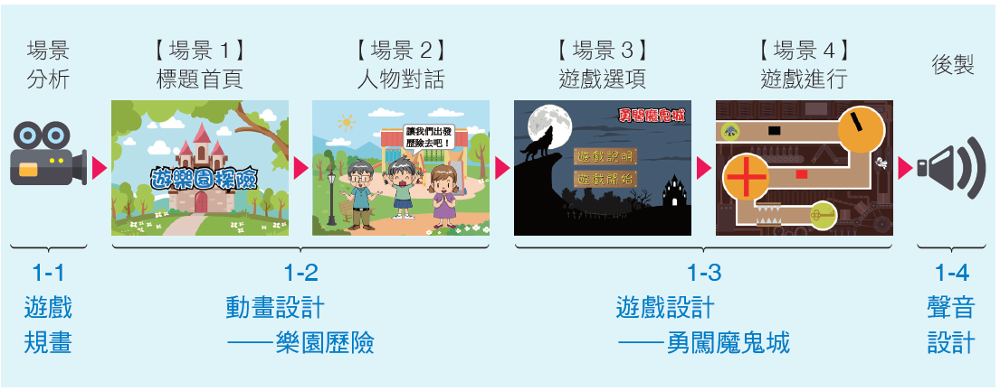 場景
分析
【場景 1】
標題首頁
【場景 2】
人物對話
【場景 3】
遊戲選項
【場景 4】
遊戲進行
後製
遊樂園探險
讓我們出發
歷險去吧！
勇闖魔鬼城
遊戲說明
遊戲開始
1-1
遊戲
規畫
1-2
動畫設計
——樂園歷險
1-3
遊戲設計
——勇闖魔鬼城
1-4
聲音
設計